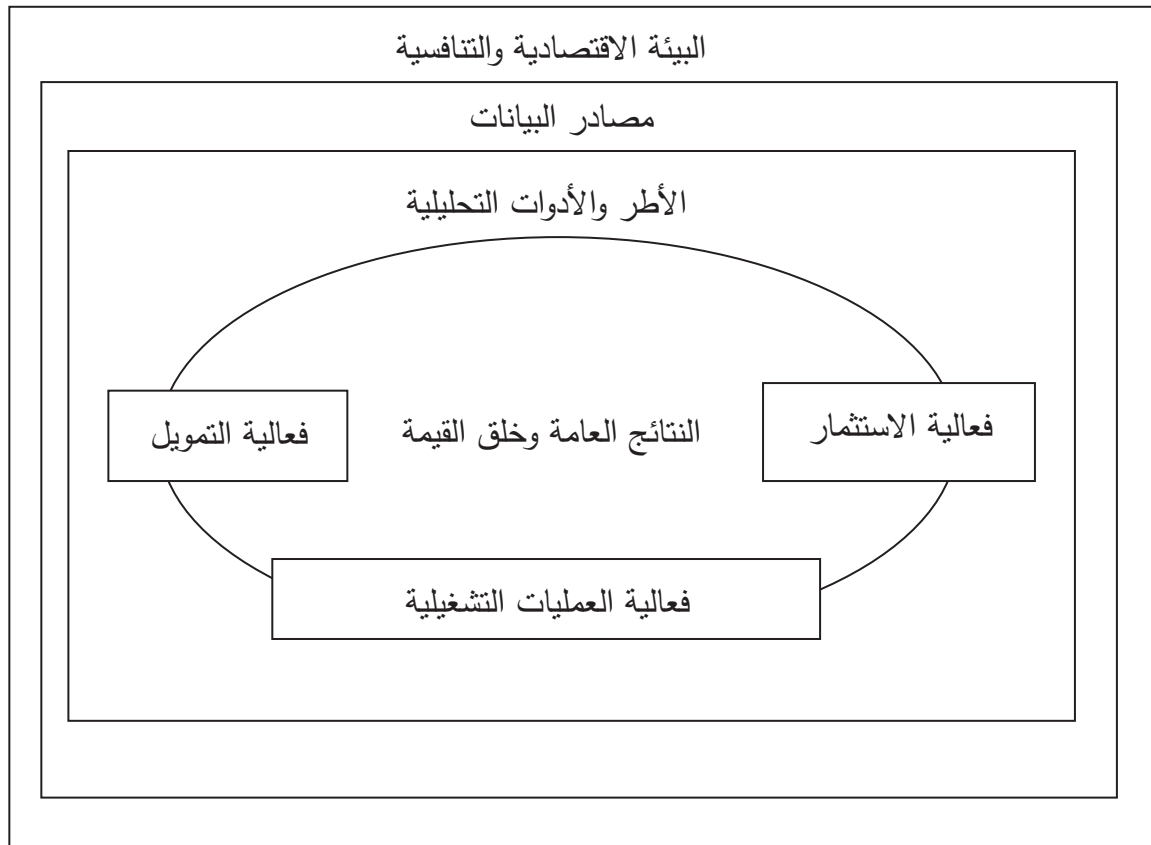 البيئة الاقتصادية والتنافسية
مصادر البيانات
الأطر والأدوات التحليلية
فعالية الاستثمار
النتائج العامة وخلق القيمة
فعالية التمويل
فعالية العمليات التشغيلية